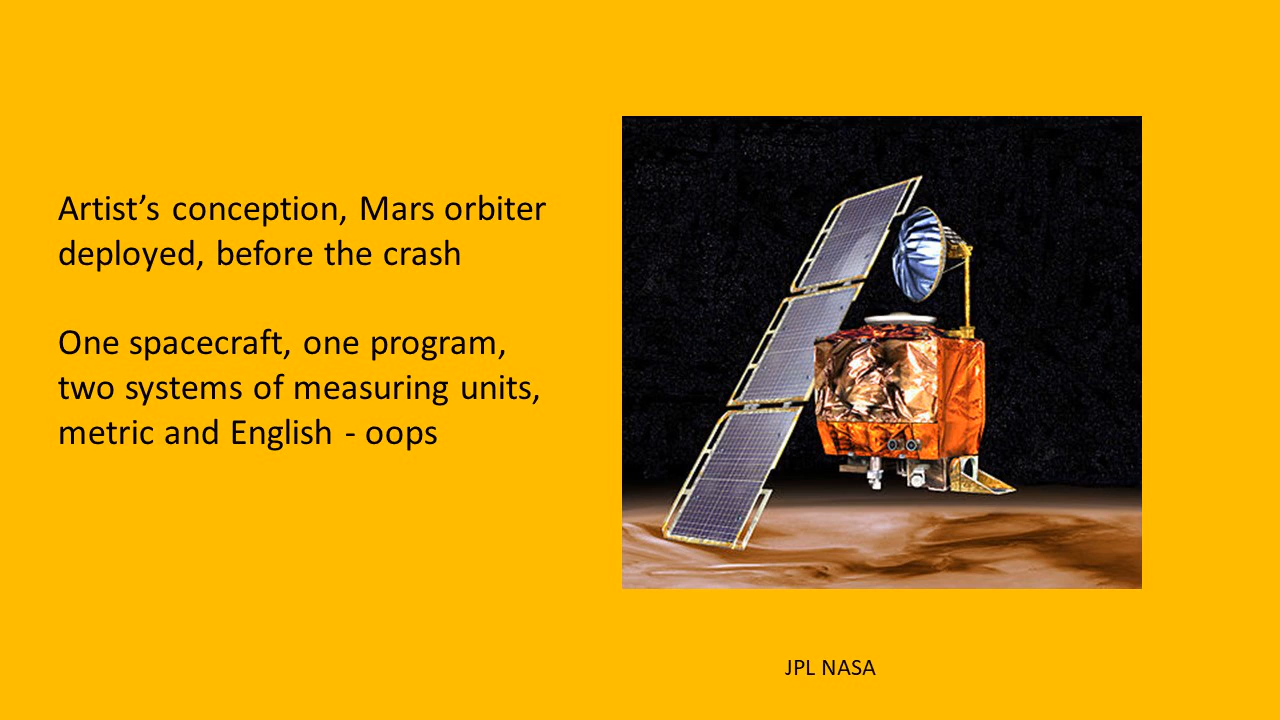 Artist’s conception, Mars orbiter
deployed, before the crash
One spacecraft, one program,
two systems of measuring units,
metric and English - oops
JPL NASA